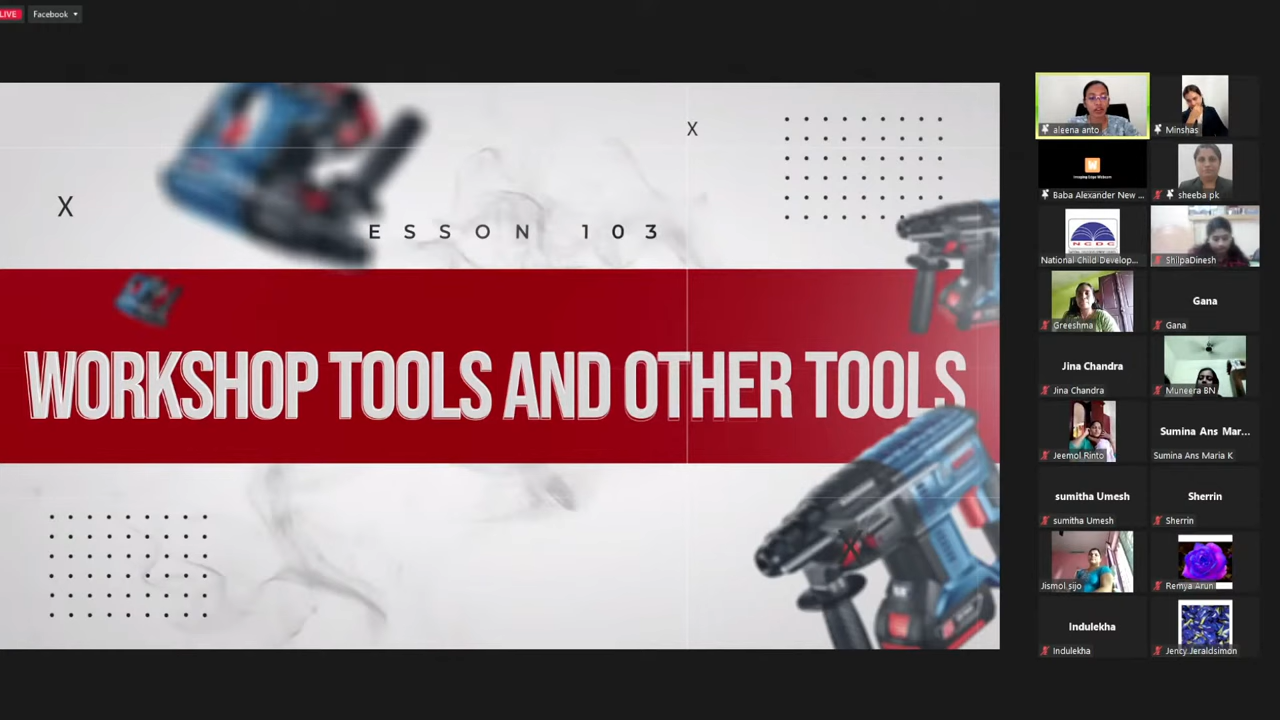 LIVE
Facebook
X
X
ESSON 103
WORKSHOP TOOLS AND OTHER TOOLS
aleena anto
Minshas
Baba Alexander New ...
sheeba pk
NCDC
National Child Develop...
ShilpaDinesh
Greeshma
Gana
Gana
Jina Chandra
Jina Chandra
Muneera BN
Jeemol Rinto
Sumina Ans Mar...
Sumina Ans Maria K
sumitha Umesh
sumitha Umesh
Sherrin
Sherrin
Jismol sijo
Remya Arun
Indulekha
Indulekha
Jency Jeraldsimon